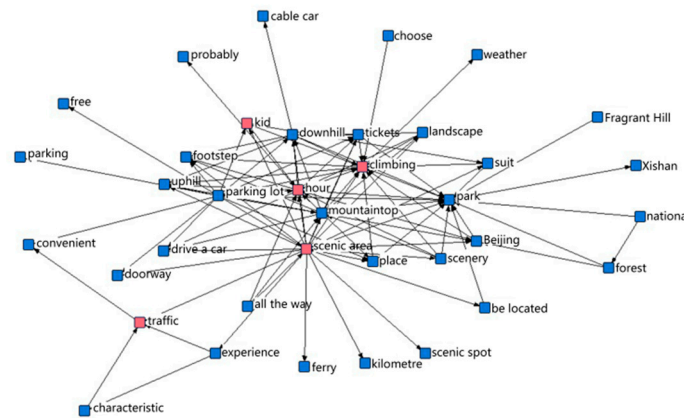 cable car
choose
probably
weather
free
Fragrant Hill
kid
downhill
tickets
landscape
parking
footstep
climbing
suit
Xishan
uphill
parking lot
hour
park
mountaintop
nationa
convenient
drive a car
scenic area
Beijing
place
scenery
forest
doorway
all the way
be located
traffic
experience
ferry
kilometre
scenic spot
characteristic